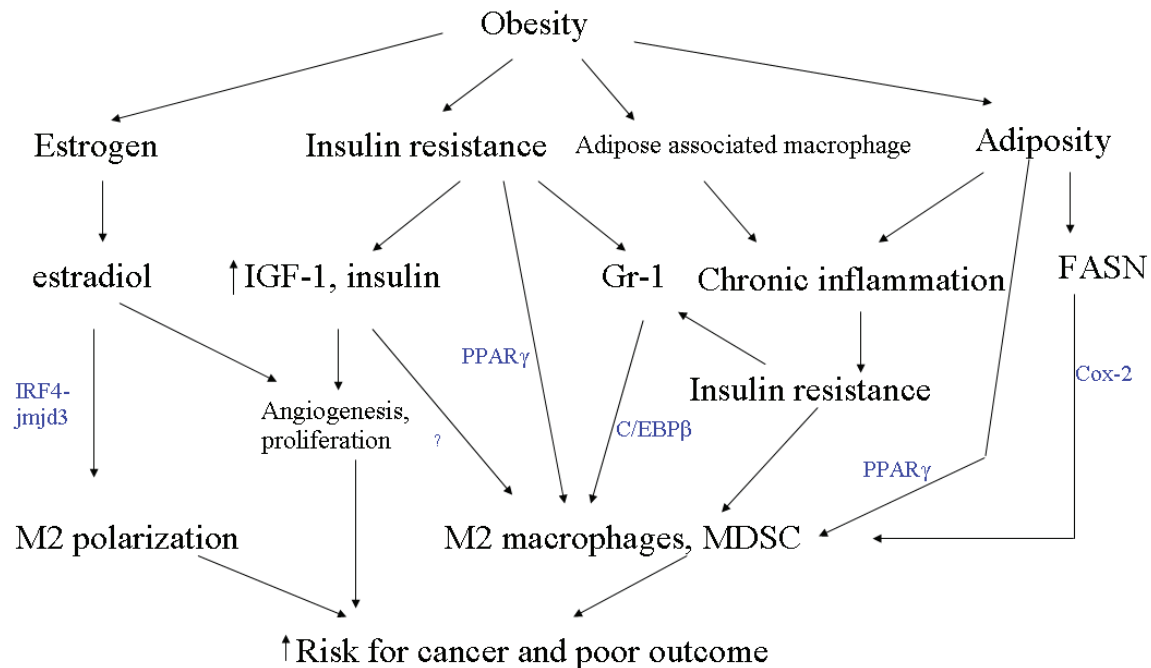 Obesity
Estrogen
Insulin resistance
Adipose associated macrophage
Adiposity
estradiol
↑IGF-1, insulin
Gr-1
Chronic inflammation
FASN
IRF4-
jmjd3
Angiogenesis,
proliferation
?
PPARγ
C/EBPβ
Insulin resistance
PPARγ
Cox-2
M2 polarization
M2 macrophages, MDSC
↑Risk for cancer and poor outcome